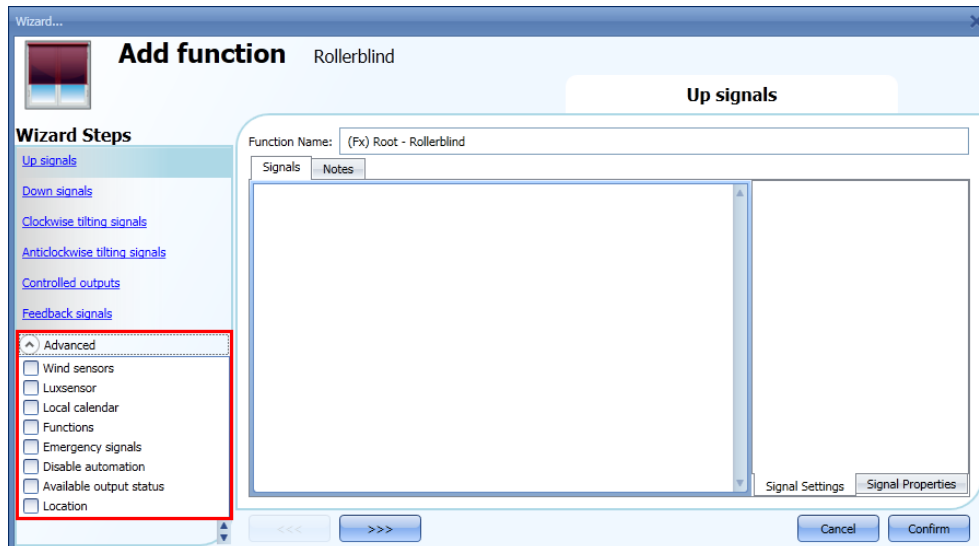 Wizard...
Add function Rollerblind
Up signals
Wizard Steps
Up signals
Down signals
Clockwise tilting signals
Anticlockwise tilting signals
Controlled outputs
Feedback signals
Advanced
Wind sensors
Luxsensor
Local calendar
Functions
Emergency signals
Disable automation
Available output status
Location
Function Name: (Fx) Root - Rollerblind
Signals Notes
Signal Settings Signal Properties
<<< >>> Cancel Confirm